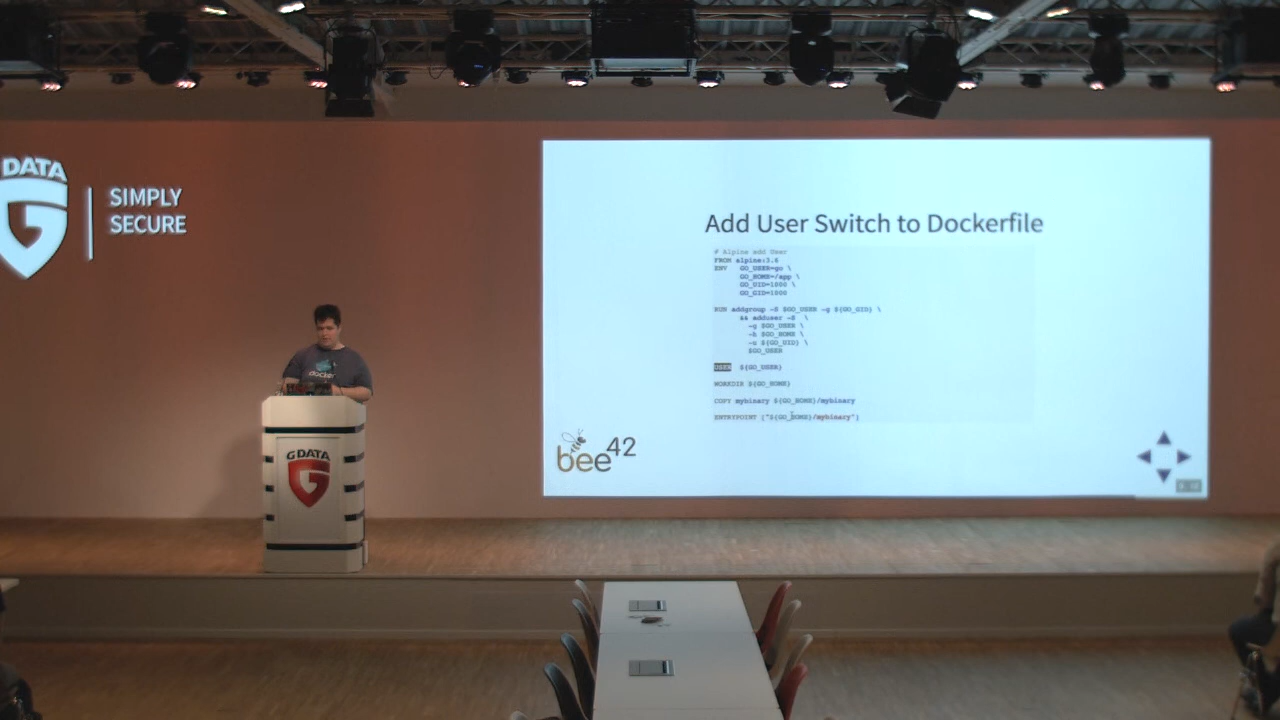 DATA
SIMPLY
SECURE
Add User Switch to Dockerfile
# Alpine add User
FROM alpine:3.6
ENV GO_USER=go \
GO_HOME=/app \
GO_UID=1000 \
GO_GID=1000
RUN addgroup -S $GO_USER -g ${GO_GID} \
&& adduser -S \
-g $GO_USER \
-h $GO_HOME \
-u ${GO_UID} \
$GO_USER
USER ${GO_USER}
WORKDIR ${GO_HOME}
COPY mybinary ${GO_HOME}/mybinary
ENTRYPOINT ["${GO_HOME}/mybinary"]
bee42
docker
GDATA